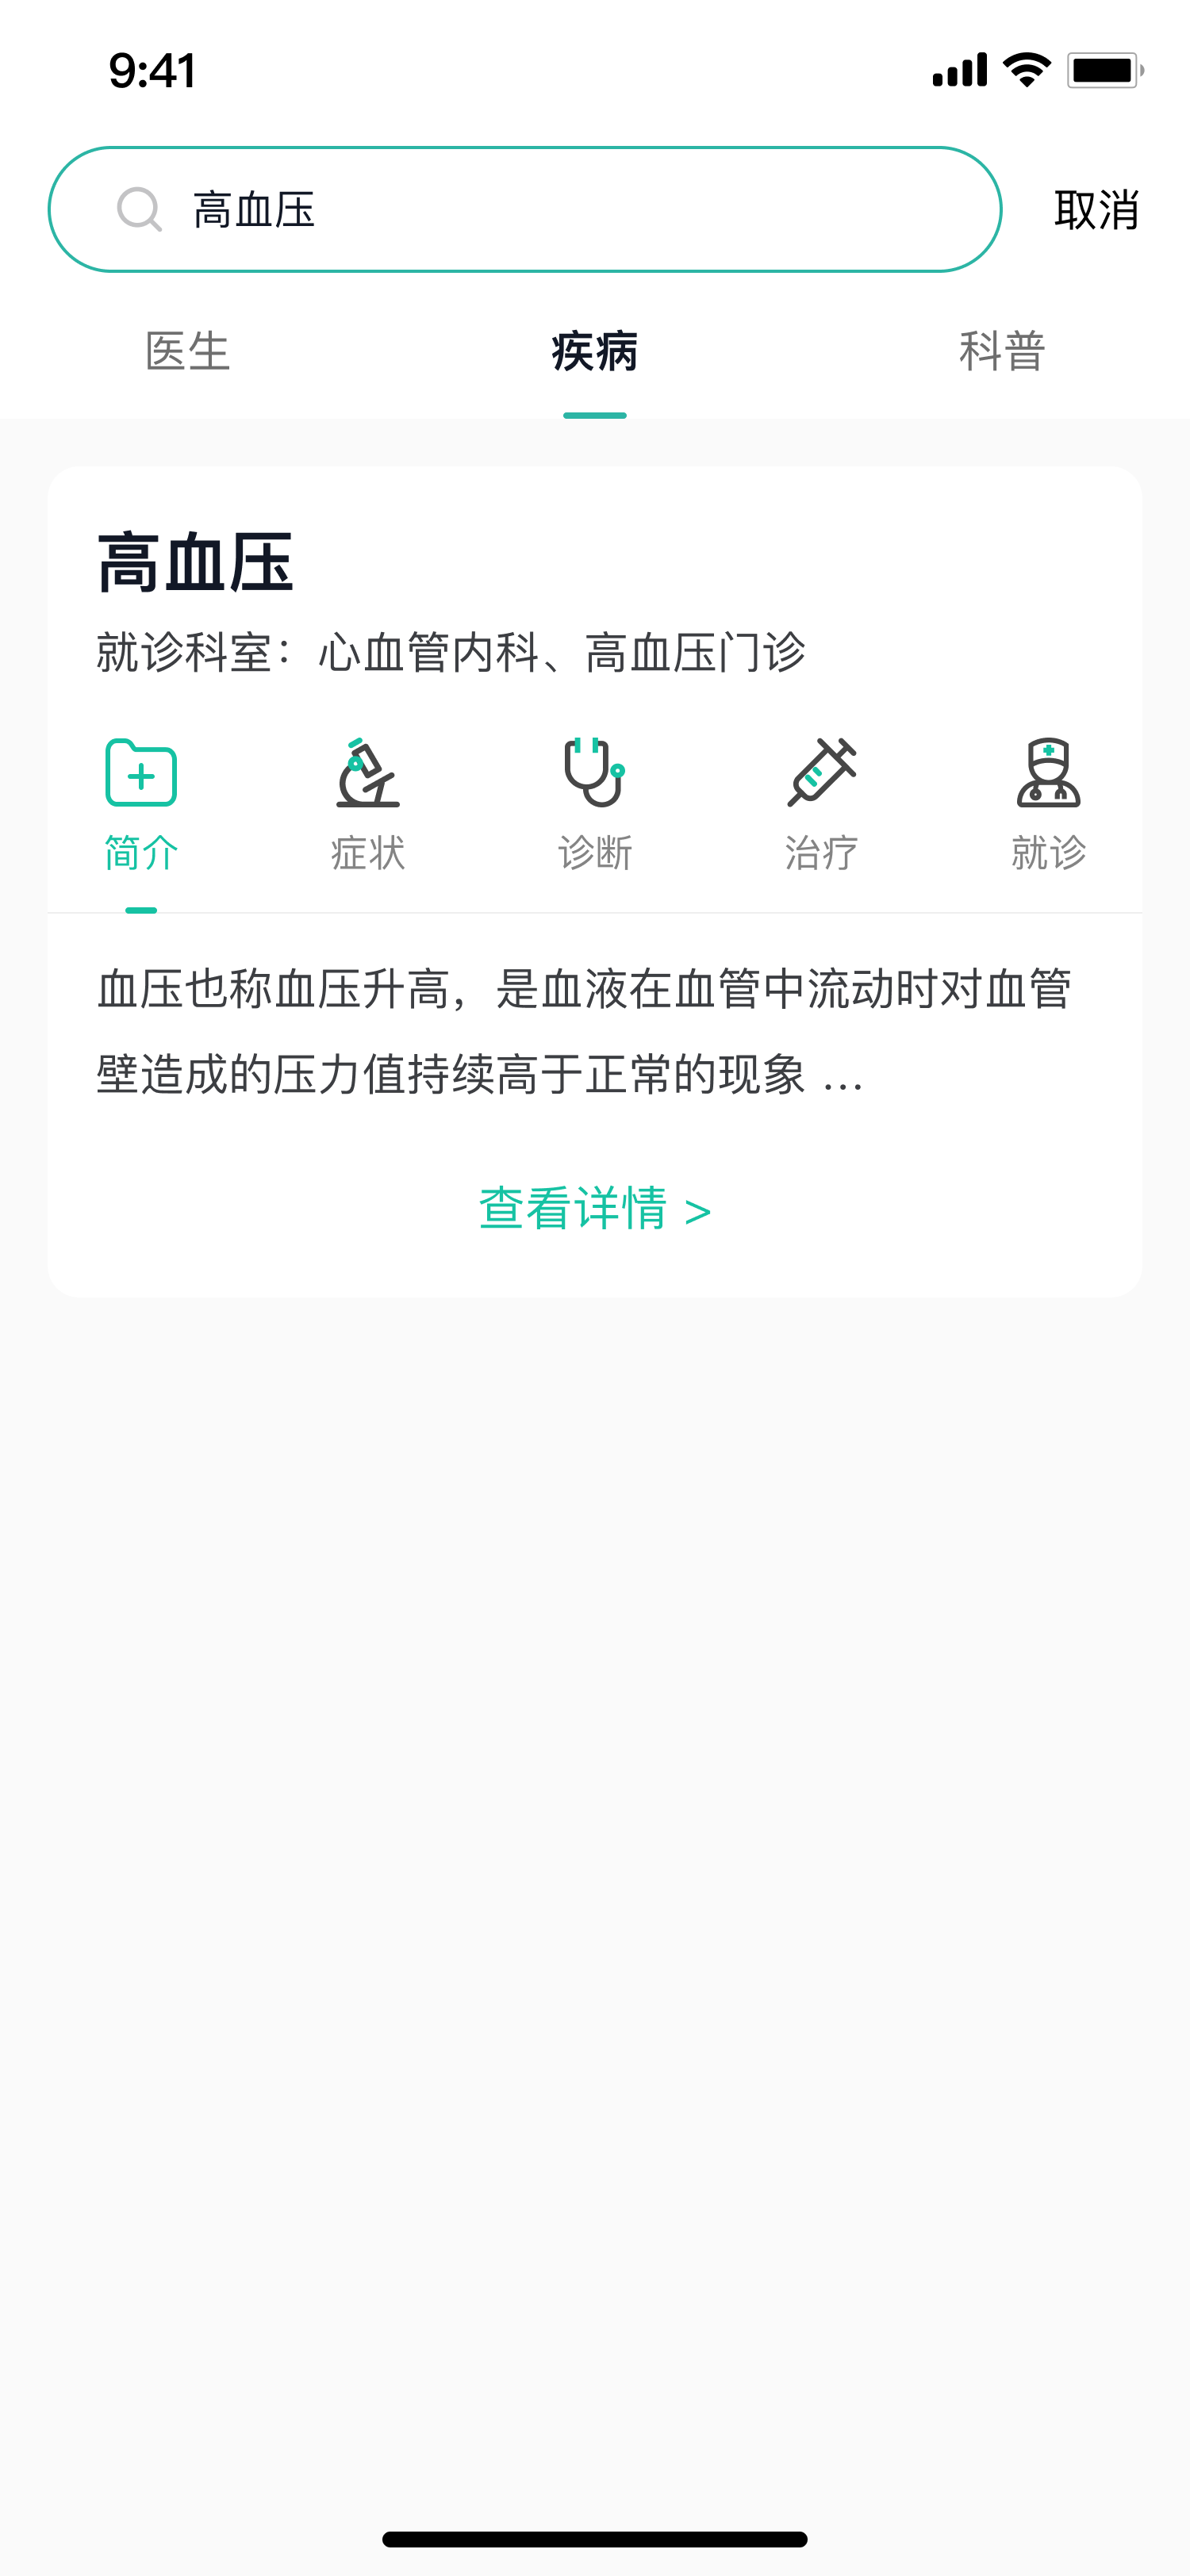 9:41
高血压
取消
医生
疾病
科普
高血压
就诊科室：心血管内科、高血压门诊
简介
症状
诊断
治疗
就诊
血压也称血压升高，是血液在血管中流动时对血管
壁造成的压力值持续高于正常的现象 ...
查看详情 >